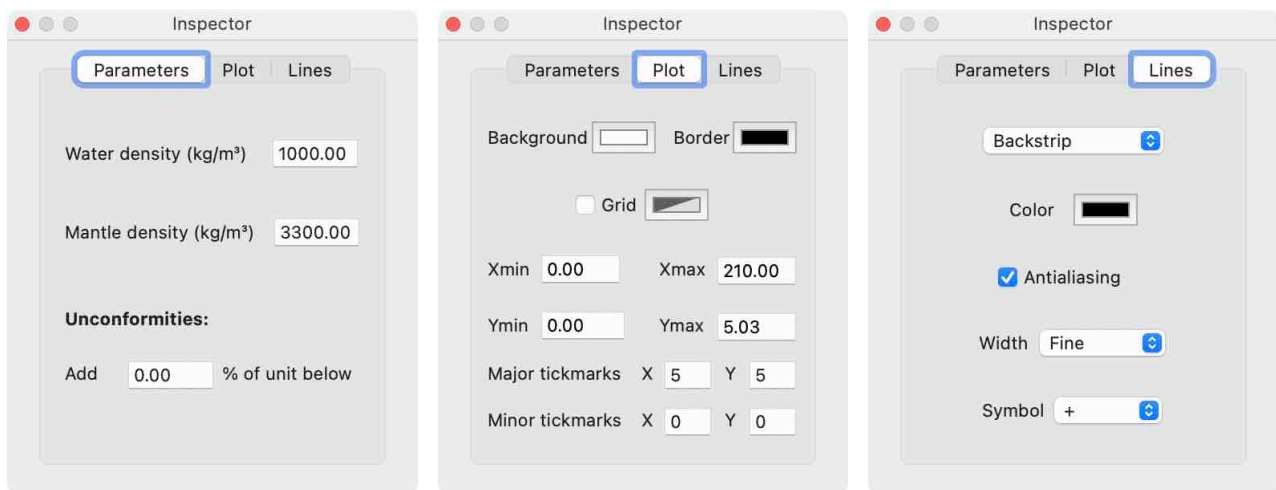 Inspector
Parameters Plot Lines
Water density (kg/m³) 1000.00
Mantle density (kg/m³) 3300.00
Unconformities:
Add 0.00 % of unit below
Inspector
Parameters Plot Lines
Background Border
Grid
Xmin 0.00 Xmax 210.00
Ymin 0.00 Ymax 5.03
Major tickmarks X 5 Y 5
Minor tickmarks X 0 Y 0
Inspector
Parameters Plot Lines
Backstrip
Color
Antialiasing
Width Fine
Symbol +